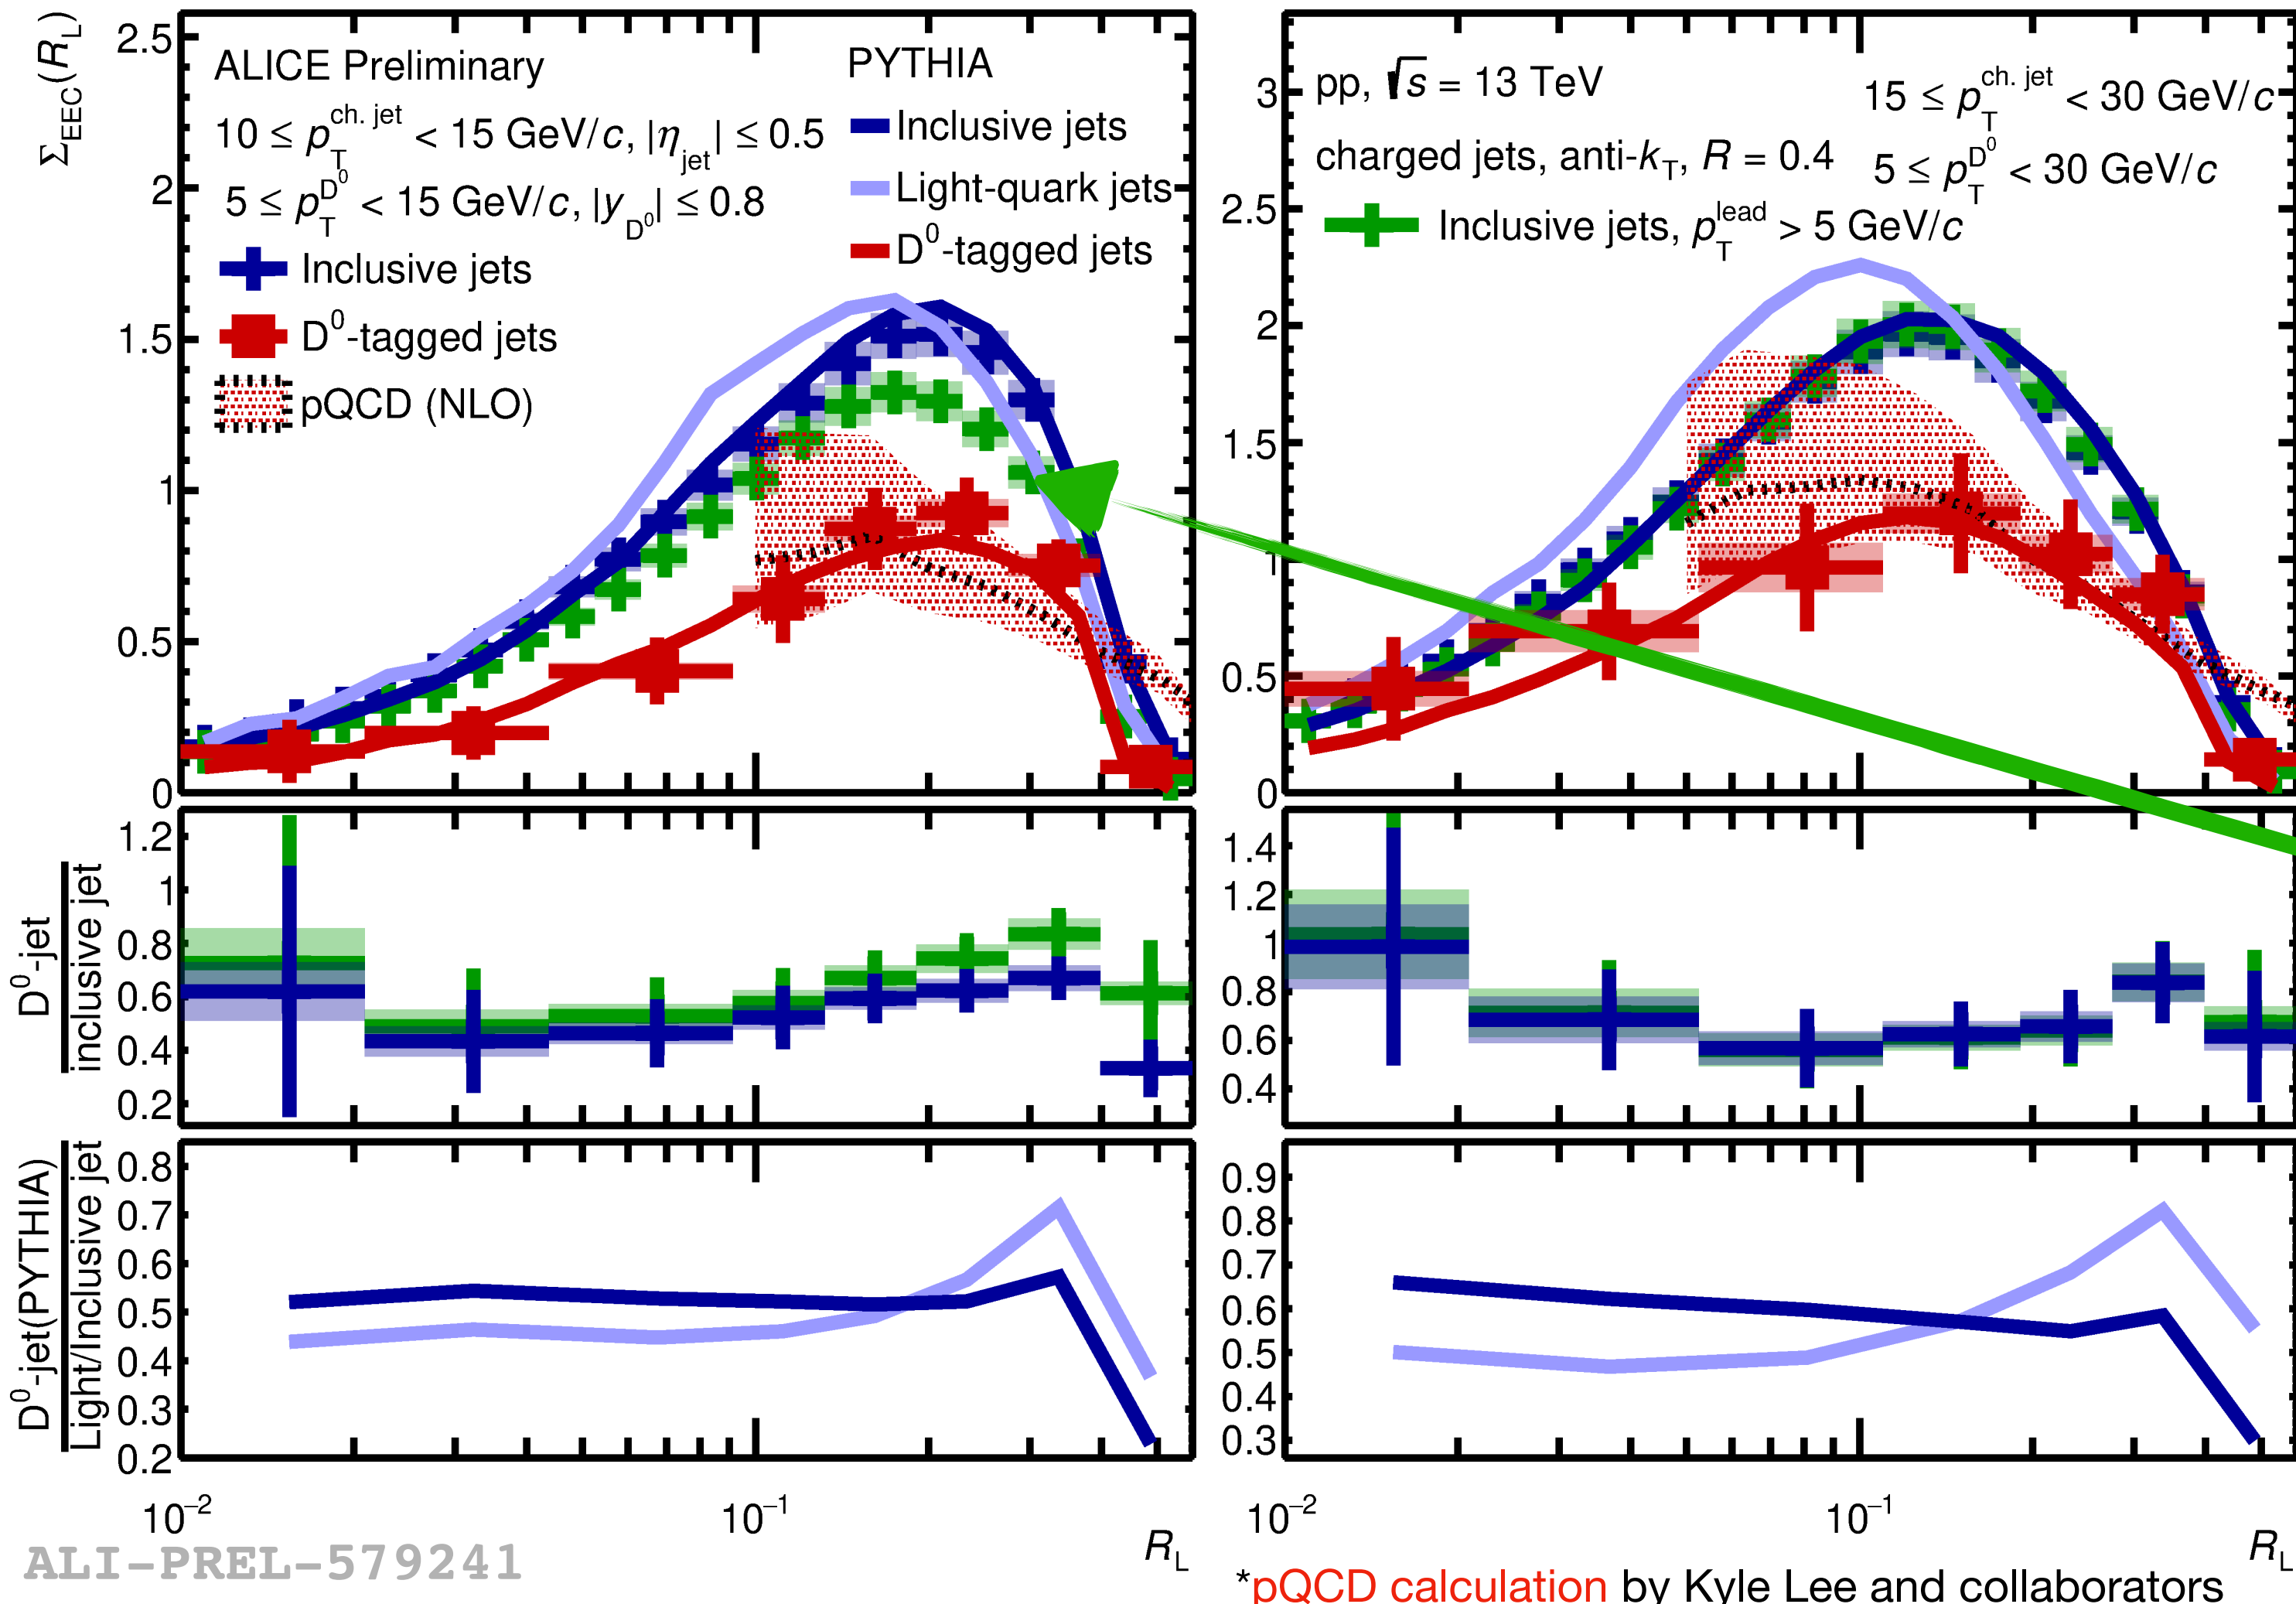 Σ_EEC(R_L)
2.5
2
1.5
1
0.5
0
ALICE Preliminary
10 ≤ p_T^ch. jet < 15 GeV/c, |η_jet| ≤ 0.5
5 ≤ p_T^D⁰ < 15 GeV/c, |y_D⁰| ≤ 0.8
Inclusive jets
D⁰-tagged jets
pQCD (NLO)
PYTHIA
Inclusive jets
Light-quark jets
D⁰-tagged jets
3
2.5
2
1.5
1
0.5
0
pp, √s = 13 TeV
charged jets, anti-k_T, R = 0.4
15 ≤ p_T^ch. jet < 30 GeV/c
5 ≤ p_T^D⁰ < 30 GeV/c
Inclusive jets, p_T^lead > 5 GeV/c
D⁰-jet
inclusive jet
1.2
1
0.8
0.6
0.4
0.2
1.4
1.2
1
0.8
0.6
0.4
D⁰-jet(PYTHIA)
Light/Inclusive jet
0.8
0.7
0.6
0.5
0.4
0.3
0.2
0.9
0.8
0.7
0.6
0.5
0.4
0.3
10⁻² 10⁻¹
R_L
10⁻² 10⁻¹
R_L
ALI-PREL-579241
*pQCD calculation by Kyle Lee and collaborators